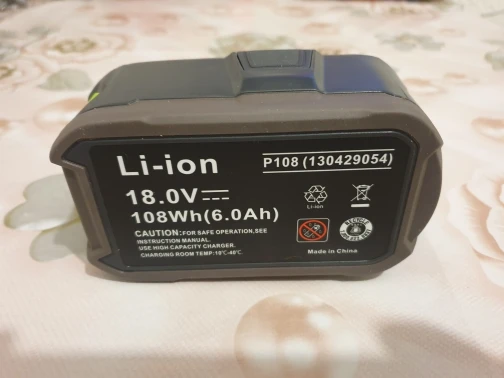 Li-ion
P108 (130429054)
18.0V
108Wh(6.0Ah)
Li-ion
CAUTION:FOR SAFE OPERATION,SEE
INSTRUCTION MANUAL.
USE HIGH CAPACITY CHARGER.
CHARGING ROOM TEMP:10℃-40℃.
RECYCLE
Made in China